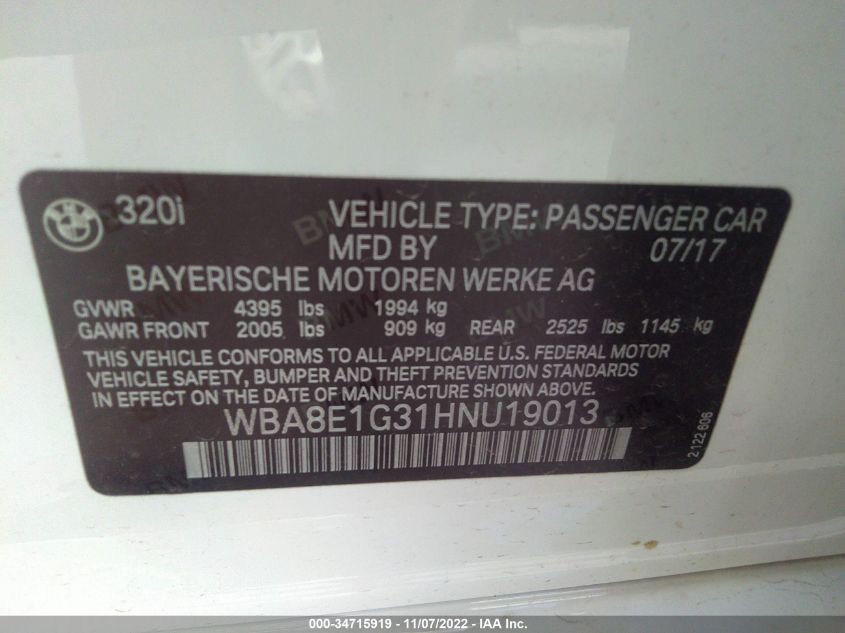 320i VEHICLE TYPE: PASSENGER CAR
MFD BY 07/17
BAYERISCHE MOTOREN WERKE AG
GVWR 4395 lbs 1994 kg
GAWR FRONT 2005 lbs 909 kg REAR 2525 lbs 1145 kg
THIS VEHICLE CONFORMS TO ALL APPLICABLE U.S. FEDERAL MOTOR
VEHICLE SAFETY, BUMPER AND THEFT PREVENTION STANDARDS
IN EFFECT ON THE DATE OF MANUFACTURE SHOWN ABOVE.
WBA8E1G31HNU19013
2 122 606
000-34715919 - 11/07/2022 - IAA Inc.